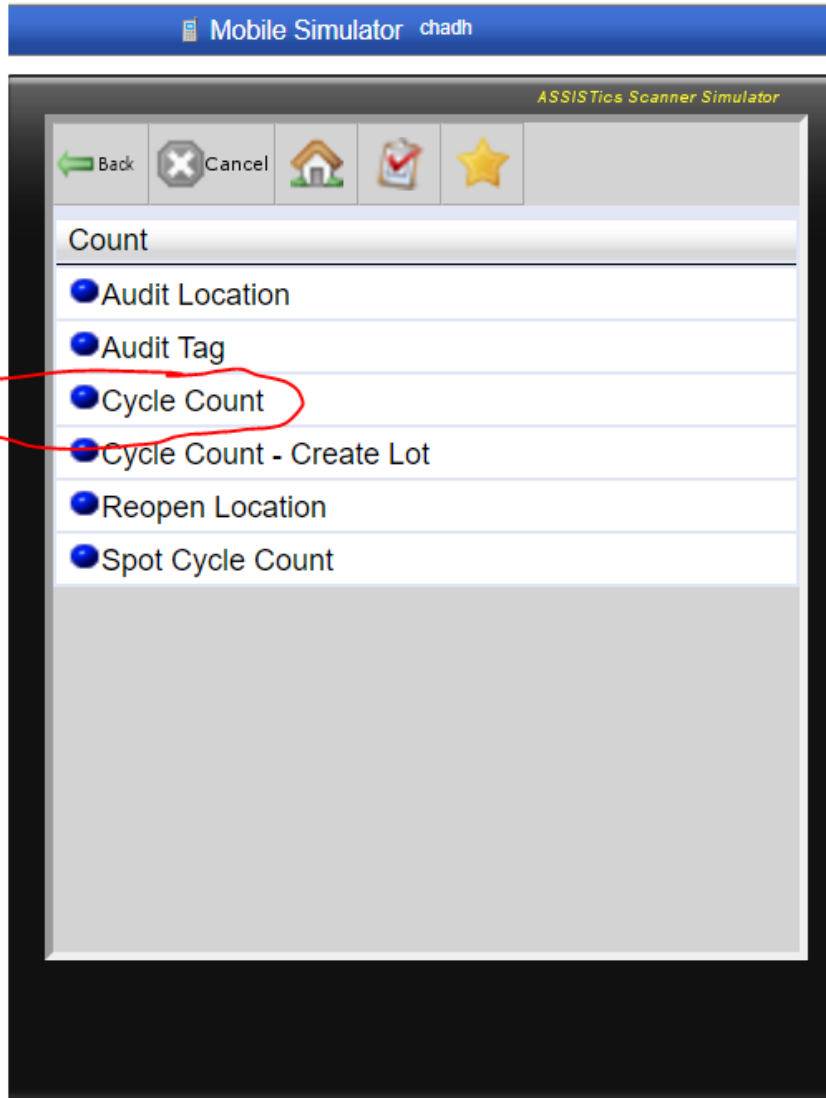 Mobile Simulator chadh
ASSISTics Scanner Simulator
Back Cancel
Count
Audit Location
Audit Tag
Cycle Count
Cycle Count - Create Lot
Reopen Location
Spot Cycle Count